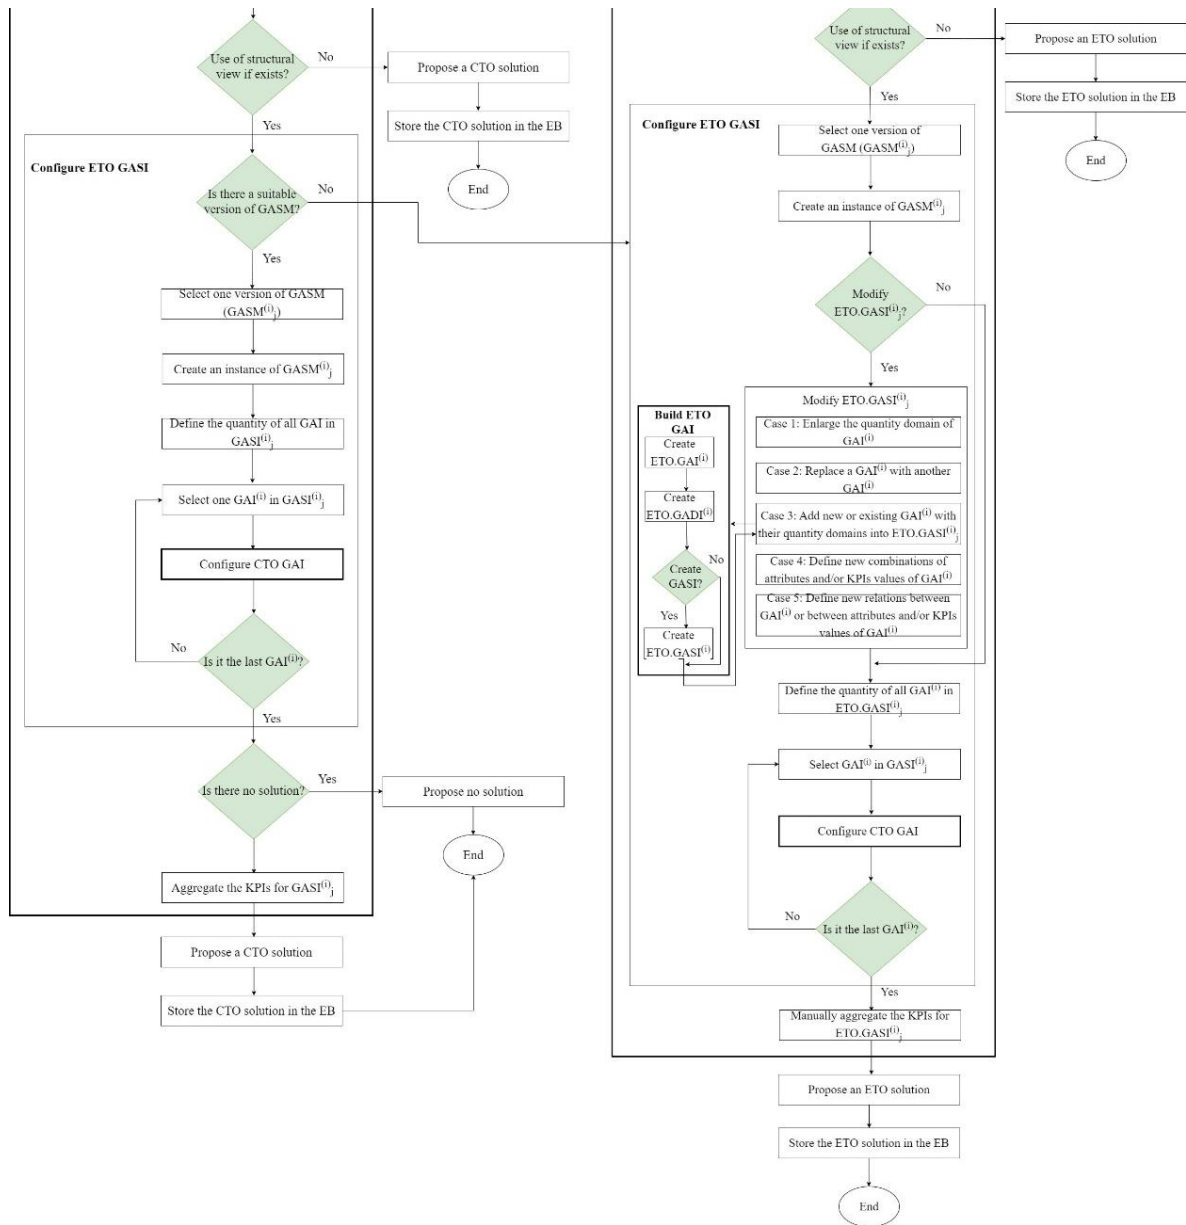 Use of structural
view if exists?
No
Propose a CTO solution
Store the CTO solution in the EB
End
Yes
Configure ETO GASI
Is there a suitable
version of GASM?
No
Yes
Select one version of GASM
(GASM⁽ⁱ⁾ⱼ)
Create an instance of GASM⁽ⁱ⁾ⱼ
Define the quantity of all GAI in
GASI⁽ⁱ⁾ⱼ
Select one GAI⁽ⁱ⁾ in GASI⁽ⁱ⁾ⱼ
Configure CTO GAI
No
Is it the last GAI⁽ⁱ⁾?
Yes
Is there no solution?
Yes
Propose no solution
End
Aggregate the KPIs for GASI⁽ⁱ⁾ⱼ
Propose a CTO solution
Store the CTO solution in the EB
Use of structural
view if exists?
No
Propose an ETO solution
Store the ETO solution in the EB
End
Yes
Configure ETO GASI
Select one version of
GASM (GASM⁽ⁱ⁾ⱼ)
Create an instance of GASM⁽ⁱ⁾ⱼ
Modify
ETO.GASI⁽ⁱ⁾ⱼ?
No
Yes
Modify ETO.GASI⁽ⁱ⁾ⱼ
Case 1: Enlarge the quantity domain of
GAI⁽ⁱ⁾
Case 2: Replace a GAI⁽ⁱ⁾ with another
GAI⁽ⁱ⁾
Case 3: Add new or existing GAI⁽ⁱ⁾ with
their quantity domains into ETO.GASI⁽ⁱ⁾ⱼ
Case 4: Define new combinations of
attributes and/or KPIs values of GAI⁽ⁱ⁾
Case 5: Define new relations between
GAI⁽ⁱ⁾ or between attributes and/or KPIs
values of GAI⁽ⁱ⁾
Build ETO
GAI
Create
ETO.GAI⁽ⁱ⁾
Create
ETO.GADI⁽ⁱ⁾
No
Create
GASI?
Yes
Create
ETO.GASI⁽ⁱ⁾
Define the quantity of all GAI⁽ⁱ⁾ in
ETO.GASI⁽ⁱ⁾ⱼ
Select GAI⁽ⁱ⁾ in GASI⁽ⁱ⁾ⱼ
Configure CTO GAI
No
Is it the last GAI⁽ⁱ⁾?
Yes
Manually aggregate the KPIs for
ETO.GASI⁽ⁱ⁾ⱼ
Propose an ETO solution
Store the ETO solution in the EB
End